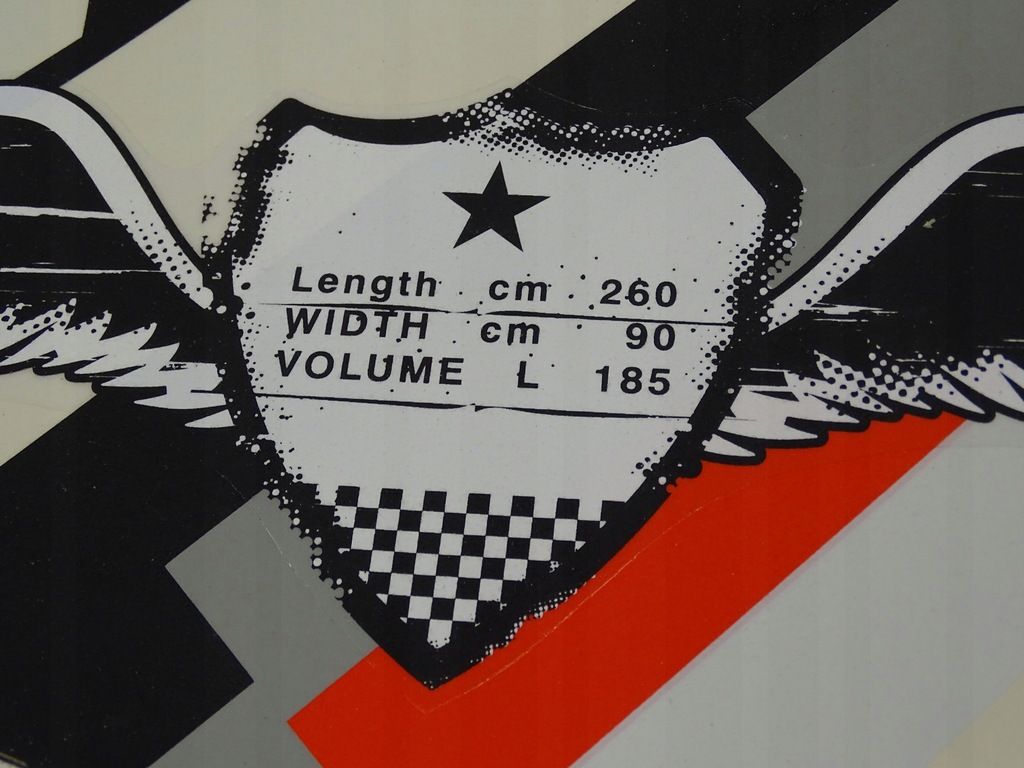 Length cm 260
WIDTH cm 90
VOLUME L 185